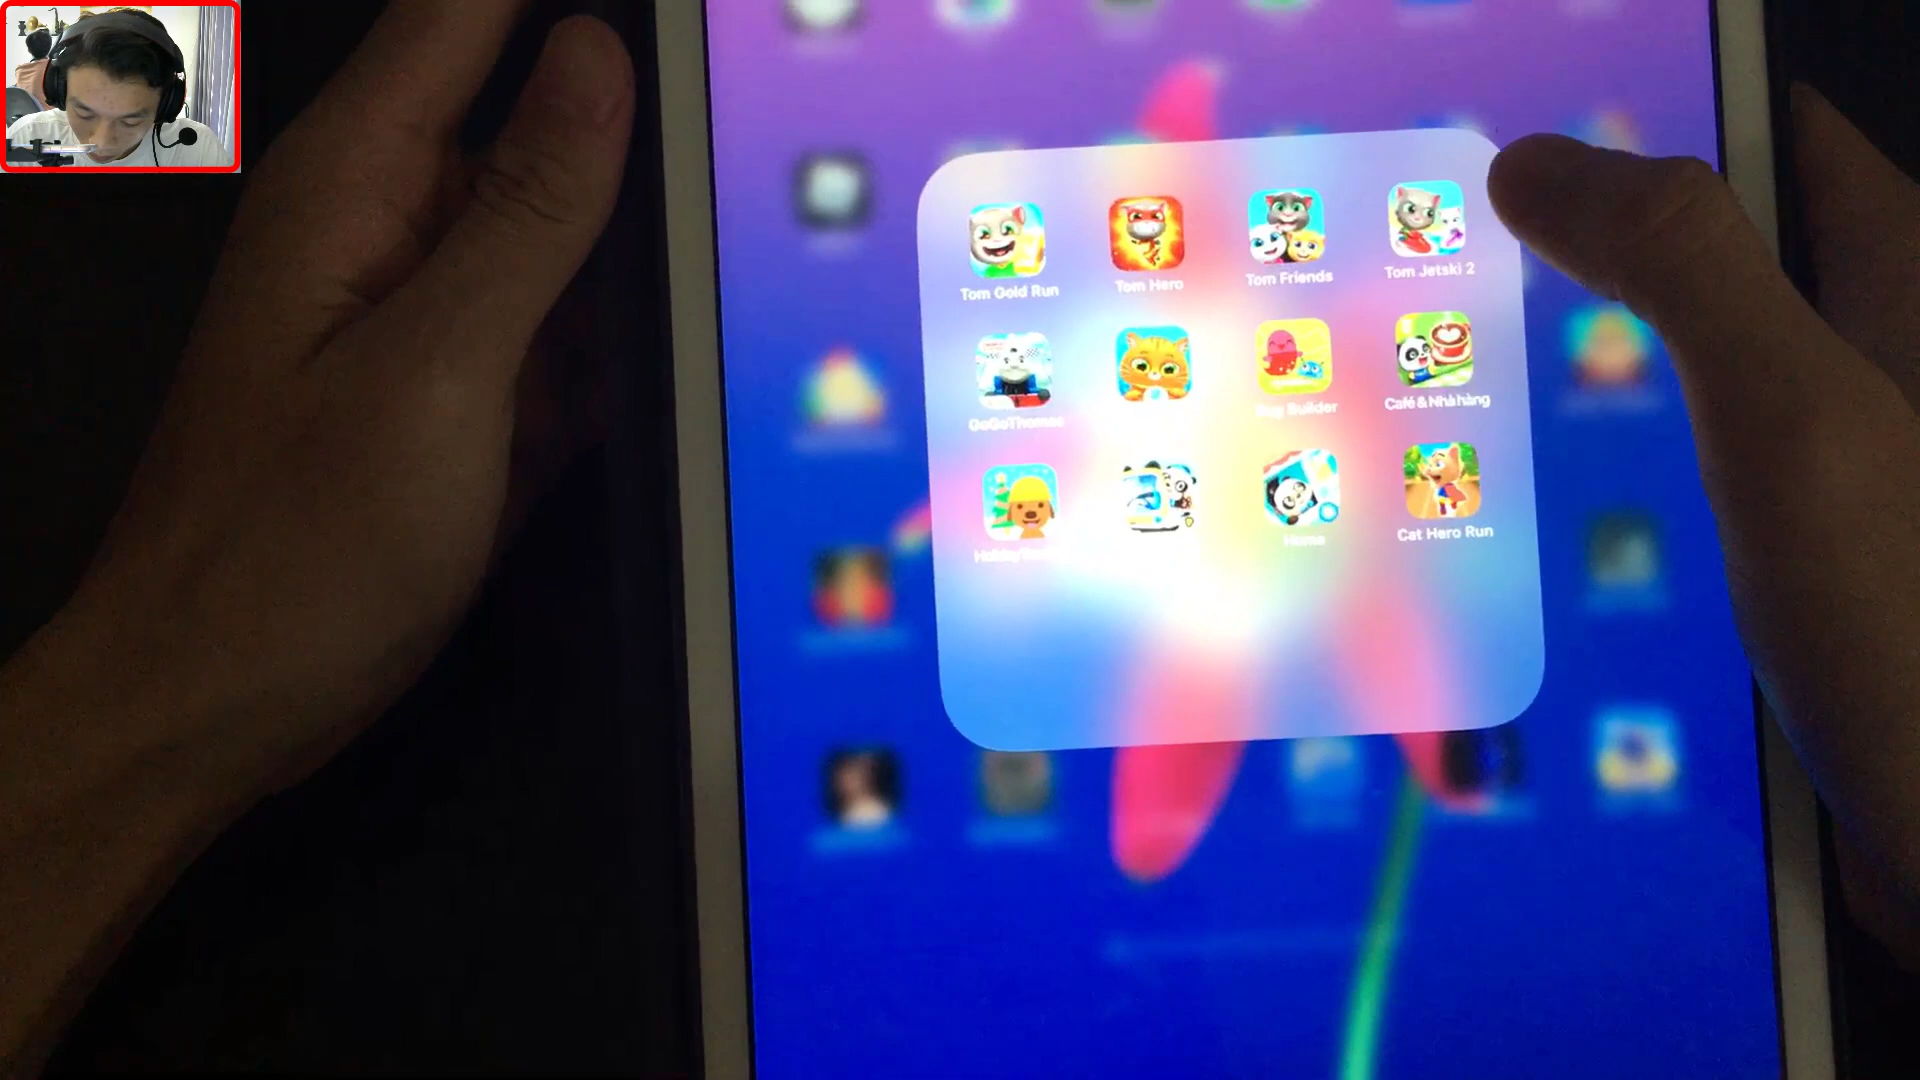 Tom Gold Run
Tom Hero
Tom Friends
Tom Jetski 2
GoGoThomas
Bug Builder
Café & Nhà hàng
Home
Cat Hero Run